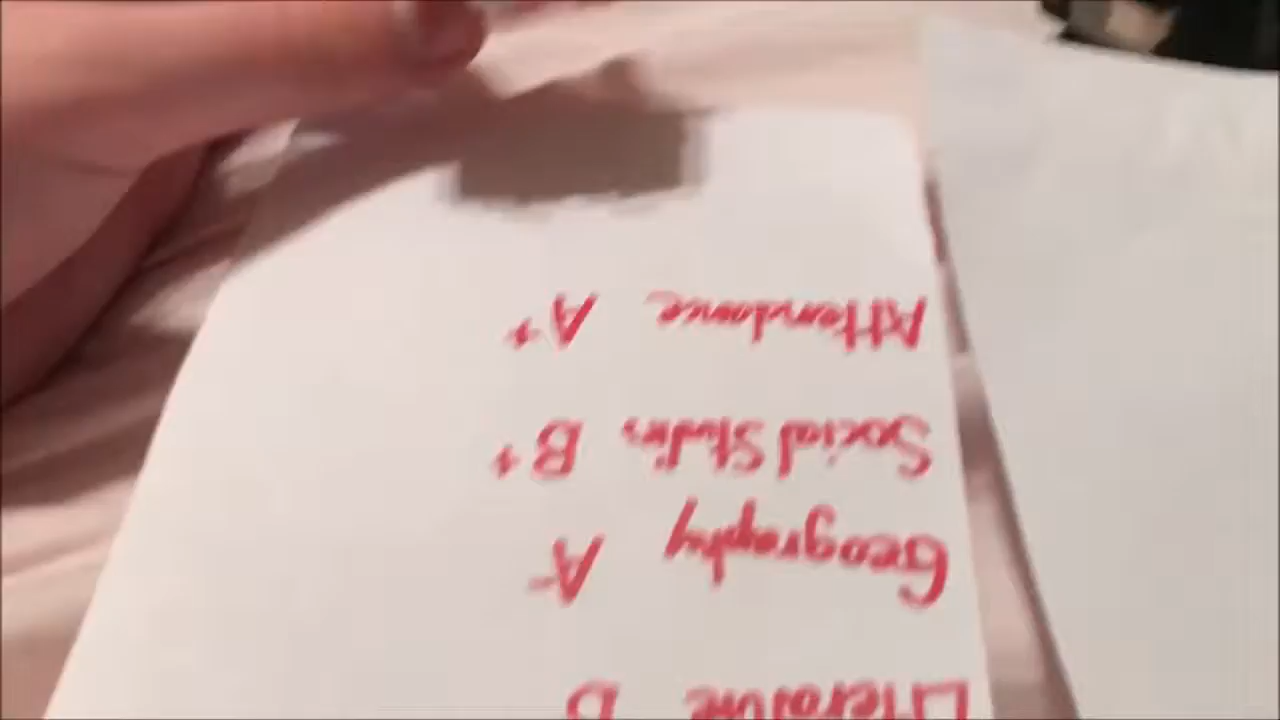 Literature
Geography A-
Social Studies B+
Attendance A+